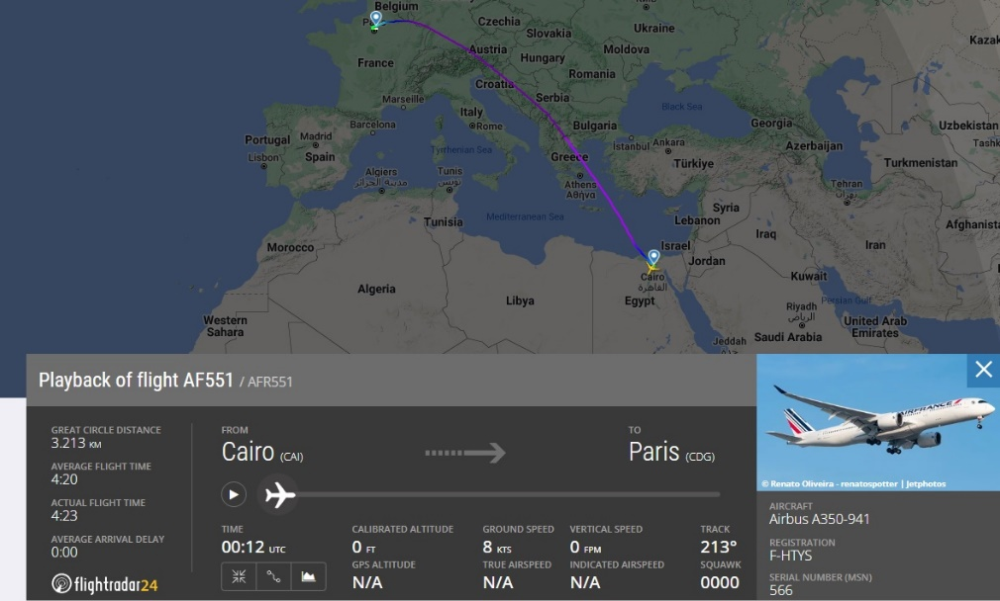 Belgium
Czechia
Ukraine
Slovakia
Kazak
Austria
Moldova
France
Hungary
Romania
Croatia
Serbia
Marseille
Black Sea
Italy
Rome
Georgia
Barcelona
Bulgaria
Uzbekistan
Portugal
Madrid
Istanbul
Ankara
Azerbaijan
Tashk
Lisbon
Spain
Tyrrhenian Sea
Greece
Türkiye
Turkmenistan
Algiers
Tunis
Athens
Tehran
مدينة الجزائر
تونس
Αθήνα
تهران
Tunisia
Mediterranean Sea
Syria
Lebanon
Afghanista
Morocco
Israel
Iraq
Iran
Jordan
Cairo
Kuwait
القاهرة
Algeria
Libya
Egypt
Persian Gulf
Riyadh
الرياض
Western
Sahara
United Arab
Emirates
Jeddah
Saudi Arabia
Playback of flight AF551 / AFR551
GREAT CIRCLE DISTANCE
3.213 KM
AVERAGE FLIGHT TIME
4:20
ACTUAL FLIGHT TIME
4:23
AVERAGE ARRIVAL DELAY
0:00
flightradar24
FROM
Cairo (CAI)
TO
Paris (CDG)
TIME
00:12 UTC
CALIBRATED ALTITUDE
0 FT
GPS ALTITUDE
N/A
GROUND SPEED
8 KTS
TRUE AIRSPEED
N/A
VERTICAL SPEED
0 FPM
INDICATED AIRSPEED
N/A
TRACK
213°
SQUAWK
0000
AIRFRANCE
© Renato Oliveira - renatospotter | Jetphotos
AIRCRAFT
Airbus A350-941
REGISTRATION
F-HTYS
SERIAL NUMBER (MSN)
566